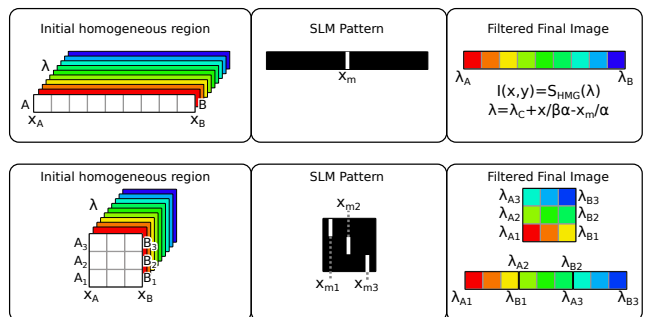 Initial homogeneous region
λ
A
B
x_A
x_B
SLM Pattern
x_m
Filtered Final Image
λ_A
λ_B
I(x,y)=S_HMG(λ)
λ=λ_C+x/βα-x_m/α
Initial homogeneous region
λ
A_3
A_2
A_1
B_3
B_2
B_1
x_A
x_B
SLM Pattern
x_m2
x_m1
x_m3
Filtered Final Image
λ_A3
λ_B3
λ_A2
λ_B2
λ_A1
λ_B1
λ_A2
λ_B2
λ_A1
λ_B1
λ_A3
λ_B3